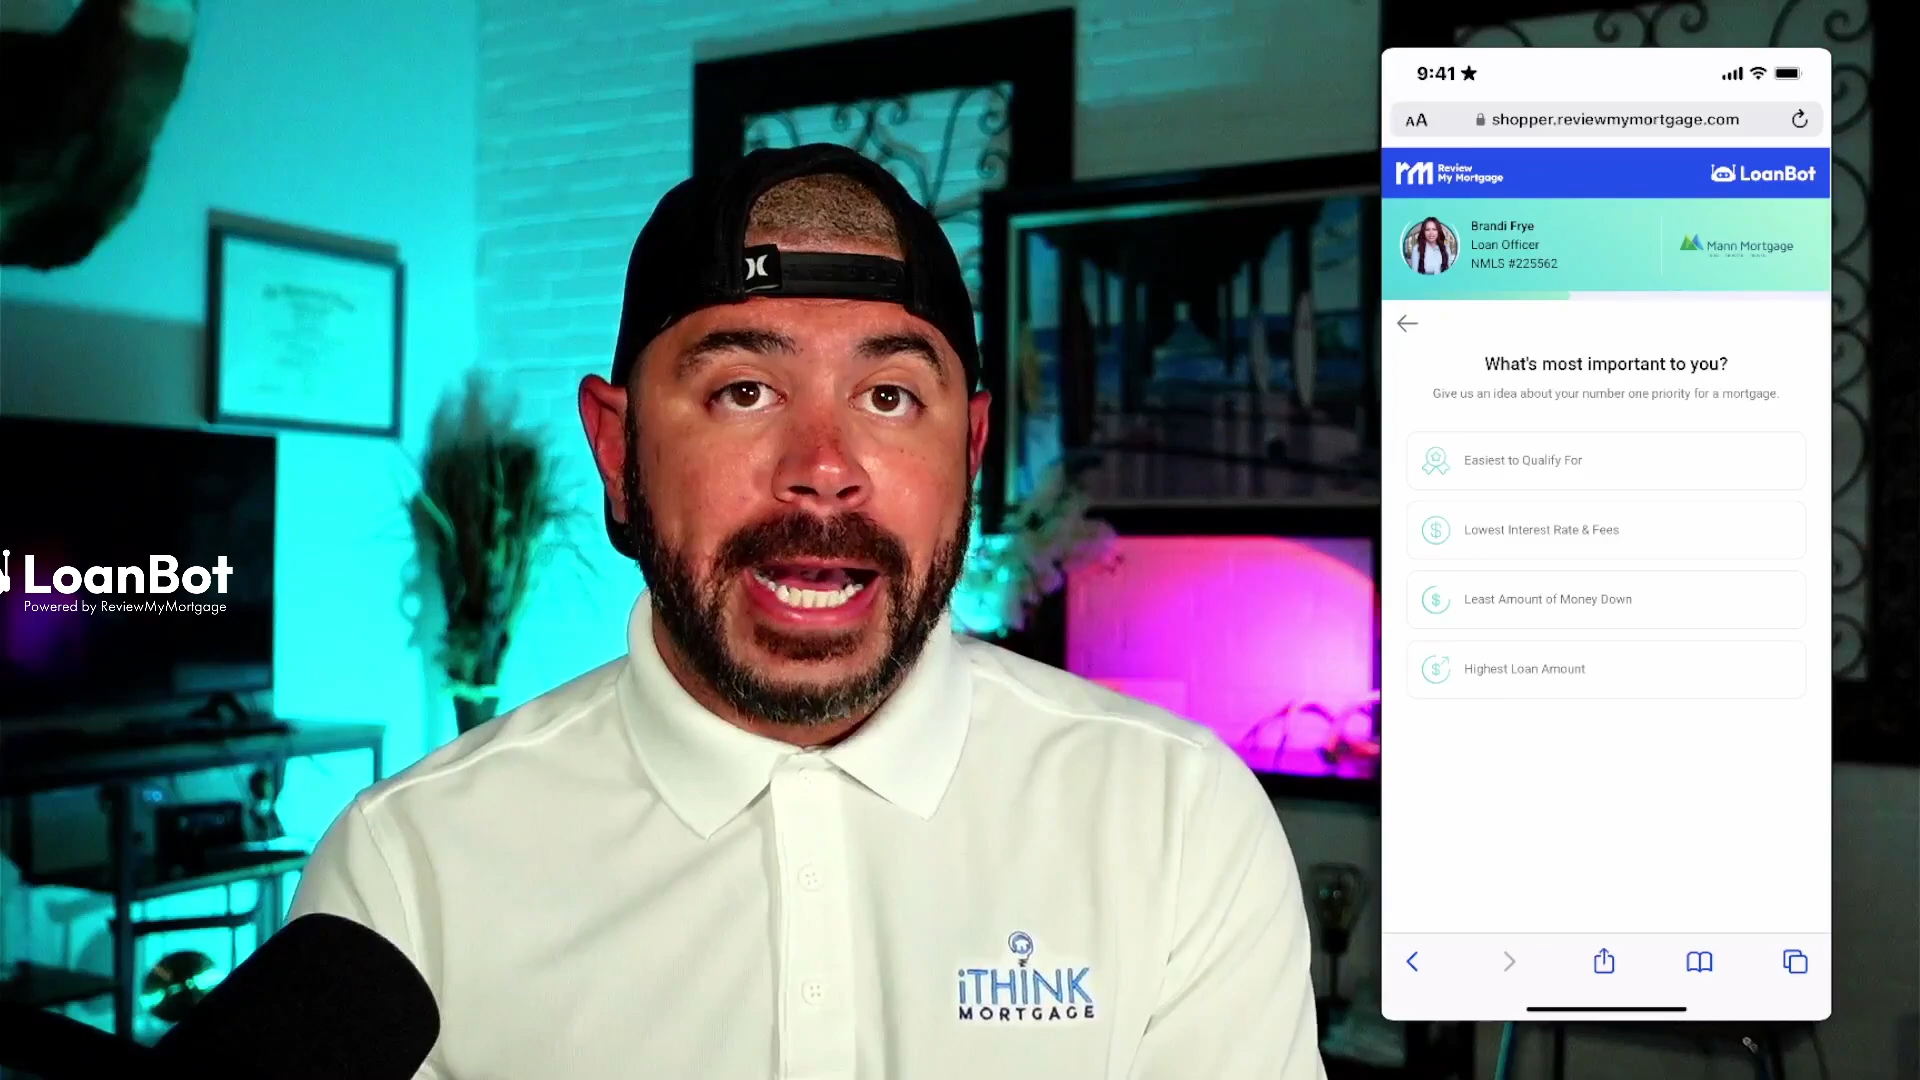 LoanBot
Powered by ReviewMyMortgage
iTHINK
MORTGAGE
9:41
AA
shopper.reviewmymortgage.com
rm Review
My Mortgage
LoanBot
Brandi Frye
Loan Officer
NMLS #225562
Mann Mortgage
What's most important to you?
Give us an idea about your number one priority for a mortgage.
Easiest to Qualify For
Lowest Interest Rate & Fees
Least Amount of Money Down
Highest Loan Amount